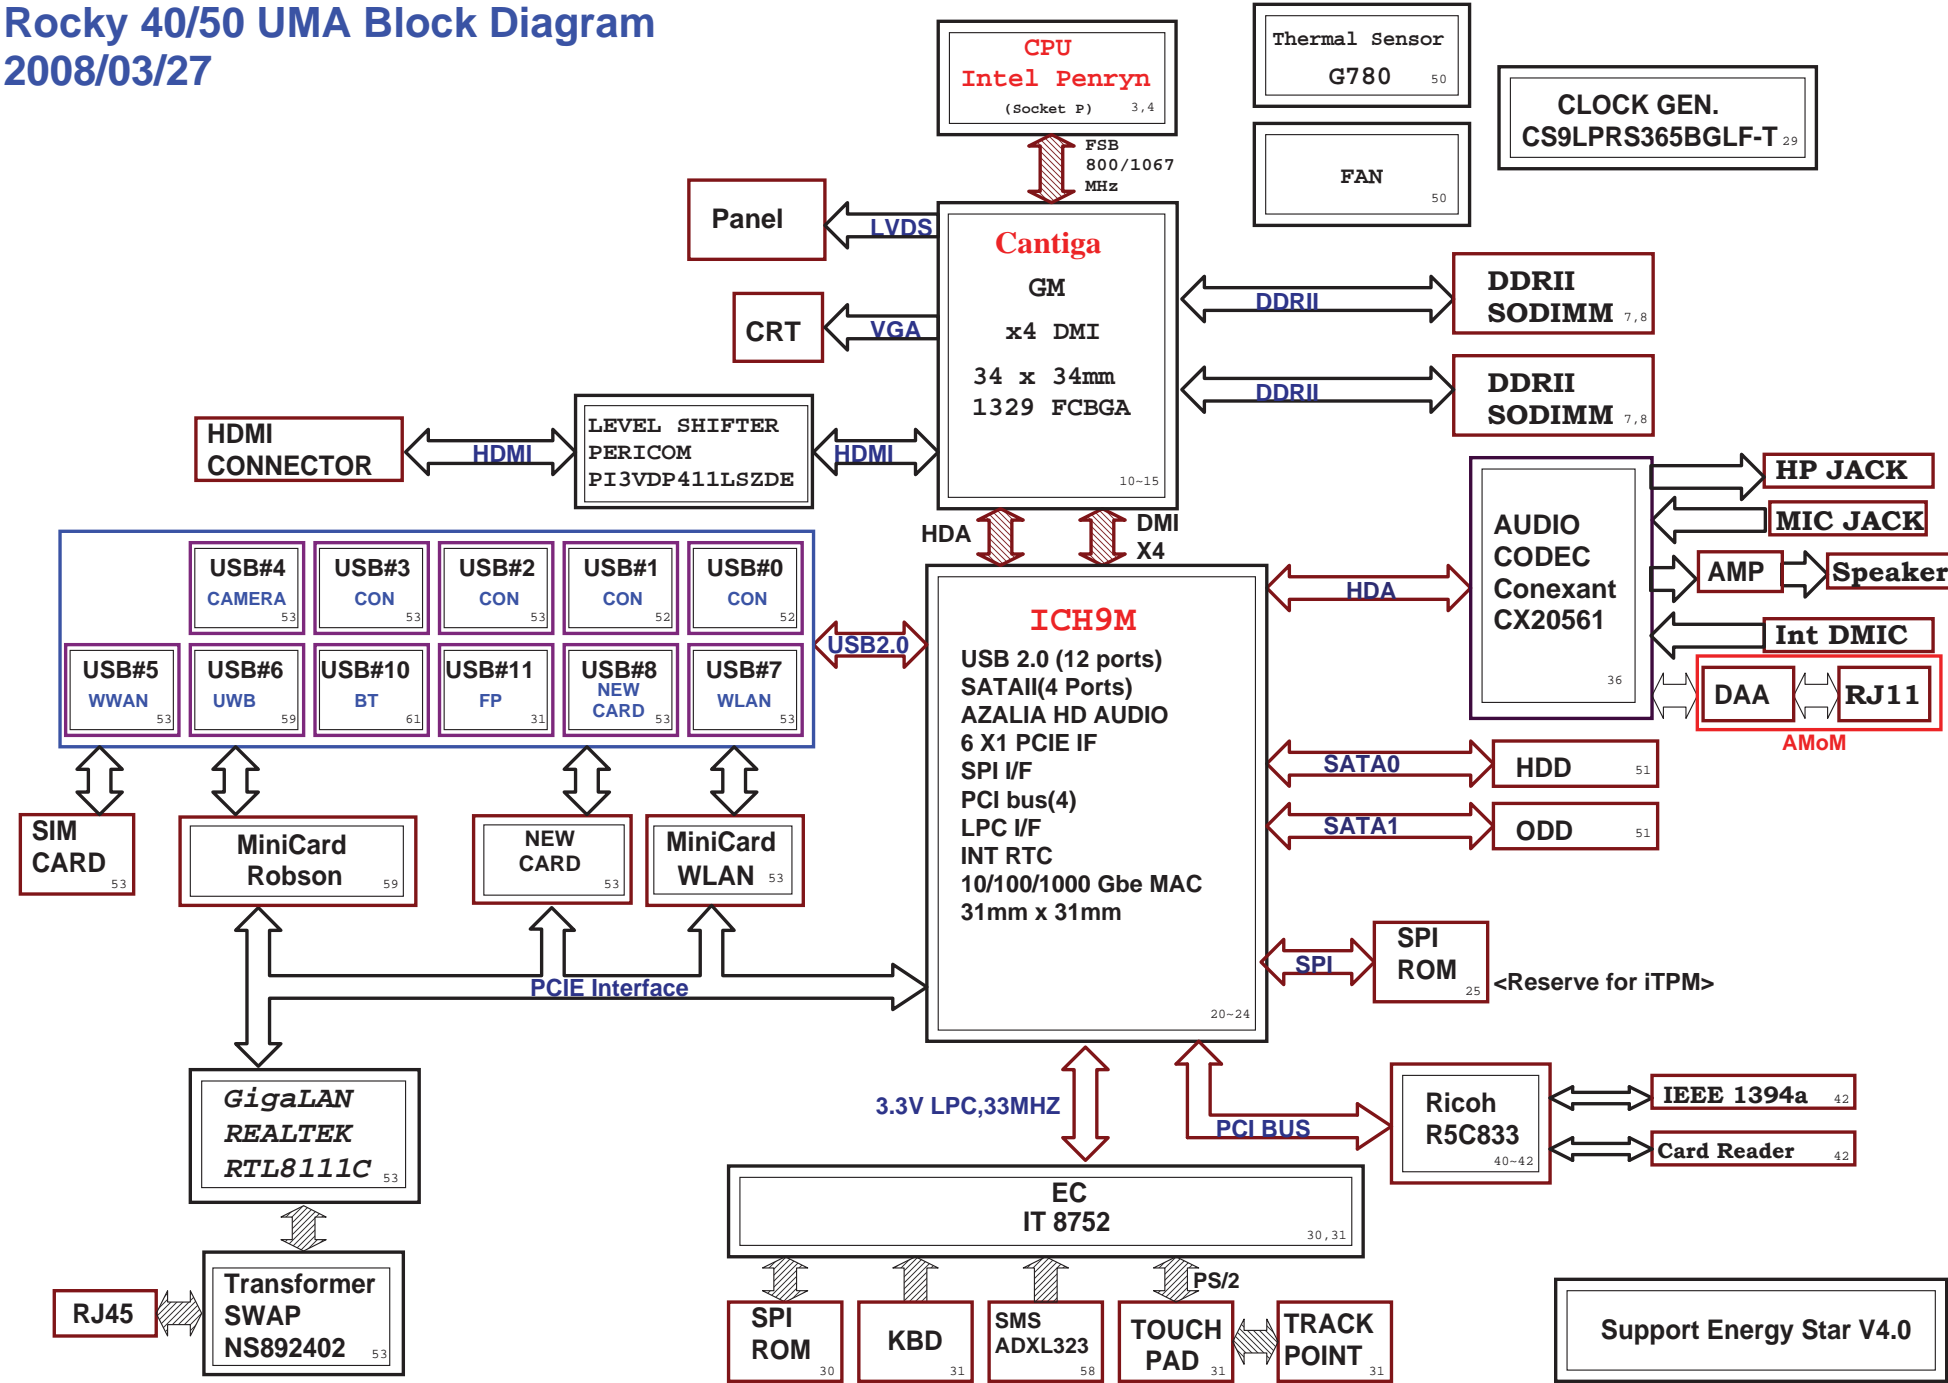 Rocky 40/50 UMA Block Diagram
2008/03/27
CPU
Intel Penryn
(Socket P) 3,4
Thermal Sensor
G780 50
CLOCK GEN.
CS9LPRS365BGLF-T 29
FAN
50
FSB
800/1067
MHz
Panel
LVDS
CRT
VGA
Cantiga
GM
x4 DMI
34 x 34mm
1329 FCBGA
10~15
DDRII
DDRII
SODIMM 7,8
DDRII
DDRII
SODIMM 7,8
HDMI
CONNECTOR
HDMI
LEVEL SHIFTER
PERICOM
PI3VDP411LSZDE
HDMI
HDA
DMI
X4
AUDIO
CODEC
Conexant
CX20561
36
HP JACK
MIC JACK
AMP
Speaker
Int DMIC
DAA
RJ11
AMoM
HDA
USB#4
CAMERA
53
USB#3
CON
53
USB#2
CON
53
USB#1
CON
52
USB#0
CON
52
USB#5
WWAN
53
USB#6
UWB
59
USB#10
BT
61
USB#11
FP
31
USB#8
NEW
CARD 53
USB#7
WLAN
53
USB2.0
ICH9M
USB 2.0 (12 ports)
SATAII(4 Ports)
AZALIA HD AUDIO
6 X1 PCIE IF
SPI I/F
PCI bus(4)
LPC I/F
INT RTC
10/100/1000 Gbe MAC
31mm x 31mm
20~24
SATA0
HDD 51
SATA1
ODD 51
SIM
CARD
53
MiniCard
Robson 59
NEW
CARD
53
MiniCard
WLAN 53
PCIE Interface
SPI
SPI
ROM
25
<Reserve for iTPM>
GigaLAN
REALTEK
RTL8111C 53
3.3V LPC,33MHZ
PCI BUS
Ricoh
R5C833
40~42
IEEE 1394a 42
Card Reader 42
EC
IT 8752
30,31
Transformer
SWAP
NS892402 53
RJ45
PS/2
SPI
ROM
30
KBD
31
SMS
ADXL323
58
TOUCH
PAD 31
TRACK
POINT 31
Support Energy Star V4.0